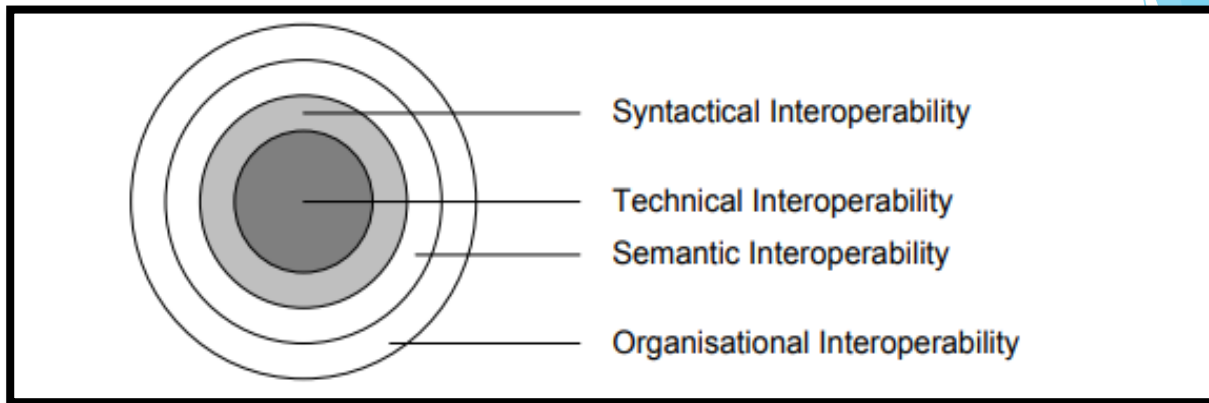 Syntactical Interoperability
Technical Interoperability
Semantic Interoperability
Organisational Interoperability